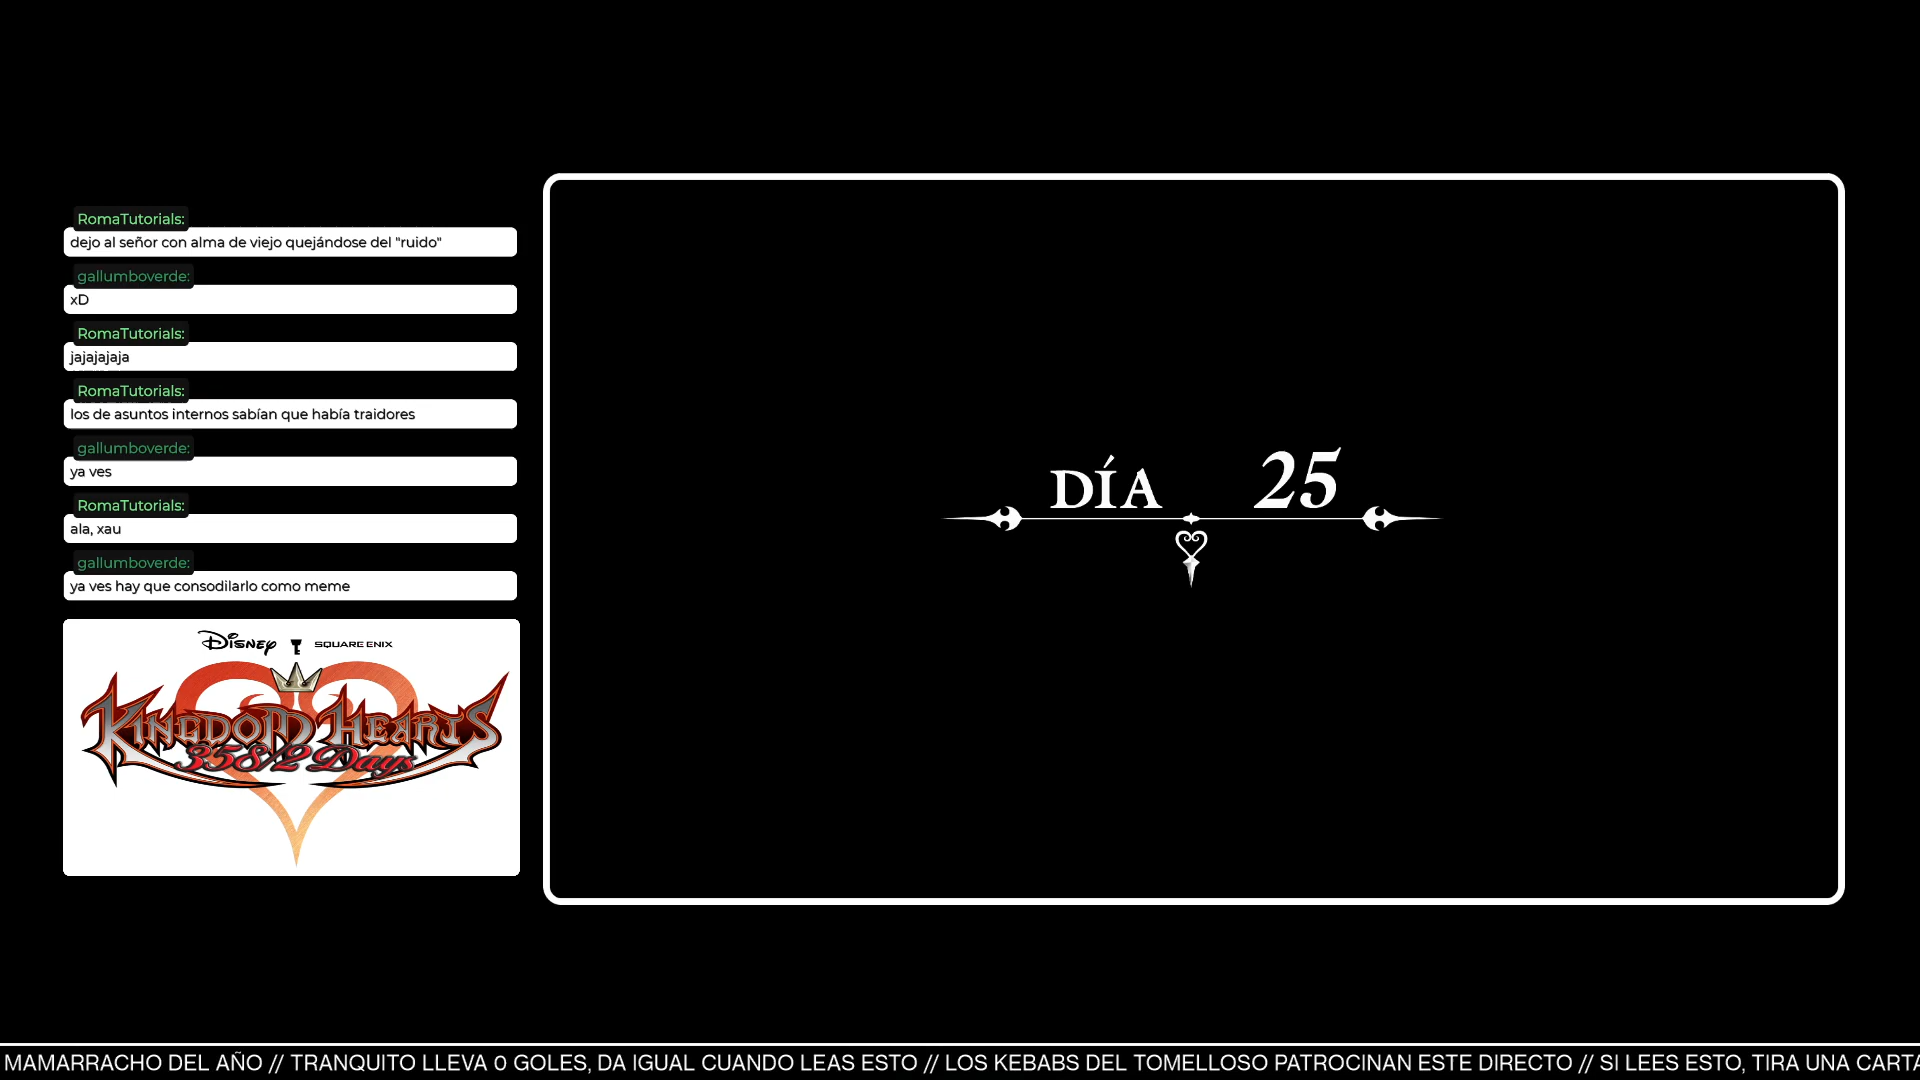 RomaTutorials:
dejo al señor con alma de viejo quejándose del "ruido"
gallumboverde:
xD
RomaTutorials:
jajajajaja
RomaTutorials:
los de asuntos internos sabían que había traidores
gallumboverde:
ya ves
RomaTutorials:
ala, xau
gallumboverde:
ya ves hay que consodilarlo como meme
Disney SQUARE ENIX
KINGDOM HEARTS
358/2 Days
DÍA 25
MAMARRACHO DEL AÑO // TRANQUITO LLEVA 0 GOLES, DA IGUAL CUANDO LEAS ESTO // LOS KEBABS DEL TOMELLOSO PATROCINAN ESTE DIRECTO // SI LEES ESTO, TIRA UNA CARTA